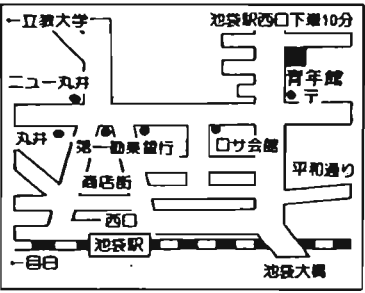 ←立教大学
池袋駅西口下車10分
ニュー丸井
青年館
〒
丸井
第一勧業銀行
ロサ会館
商店街
平和通り
西口
池袋駅
←目白
池袋大橋